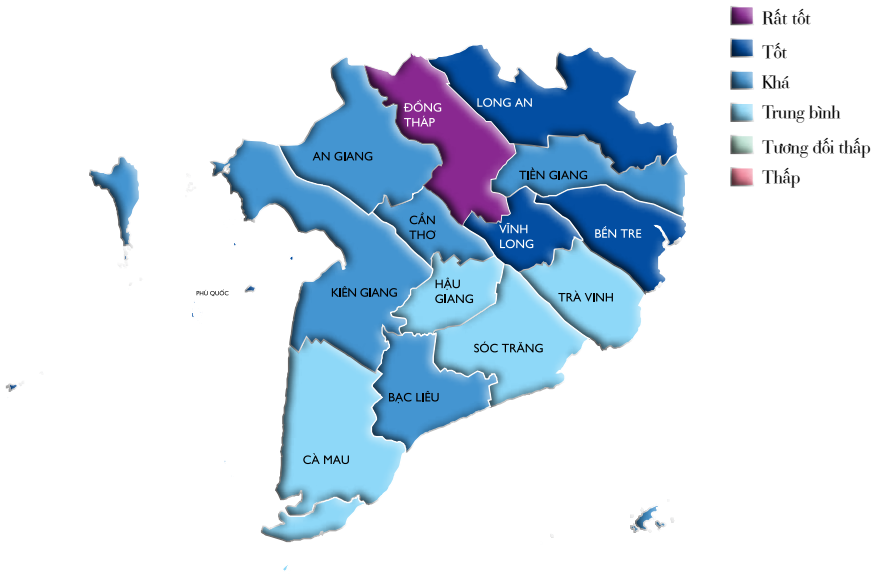 Rất tốt
Tốt
Khá
Trung bình
Tương đối thấp
Thấp
ĐỒNG
THÁP
LONG AN
AN GIANG
TIỀN GIANG
CẦN
THƠ
VĨNH
LONG
BẾN TRE
HẬU
GIANG
PHÚ QUỐC
KIÊN GIANG
TRÀ VINH
SÓC TRĂNG
BẠC LIÊU
CÀ MAU